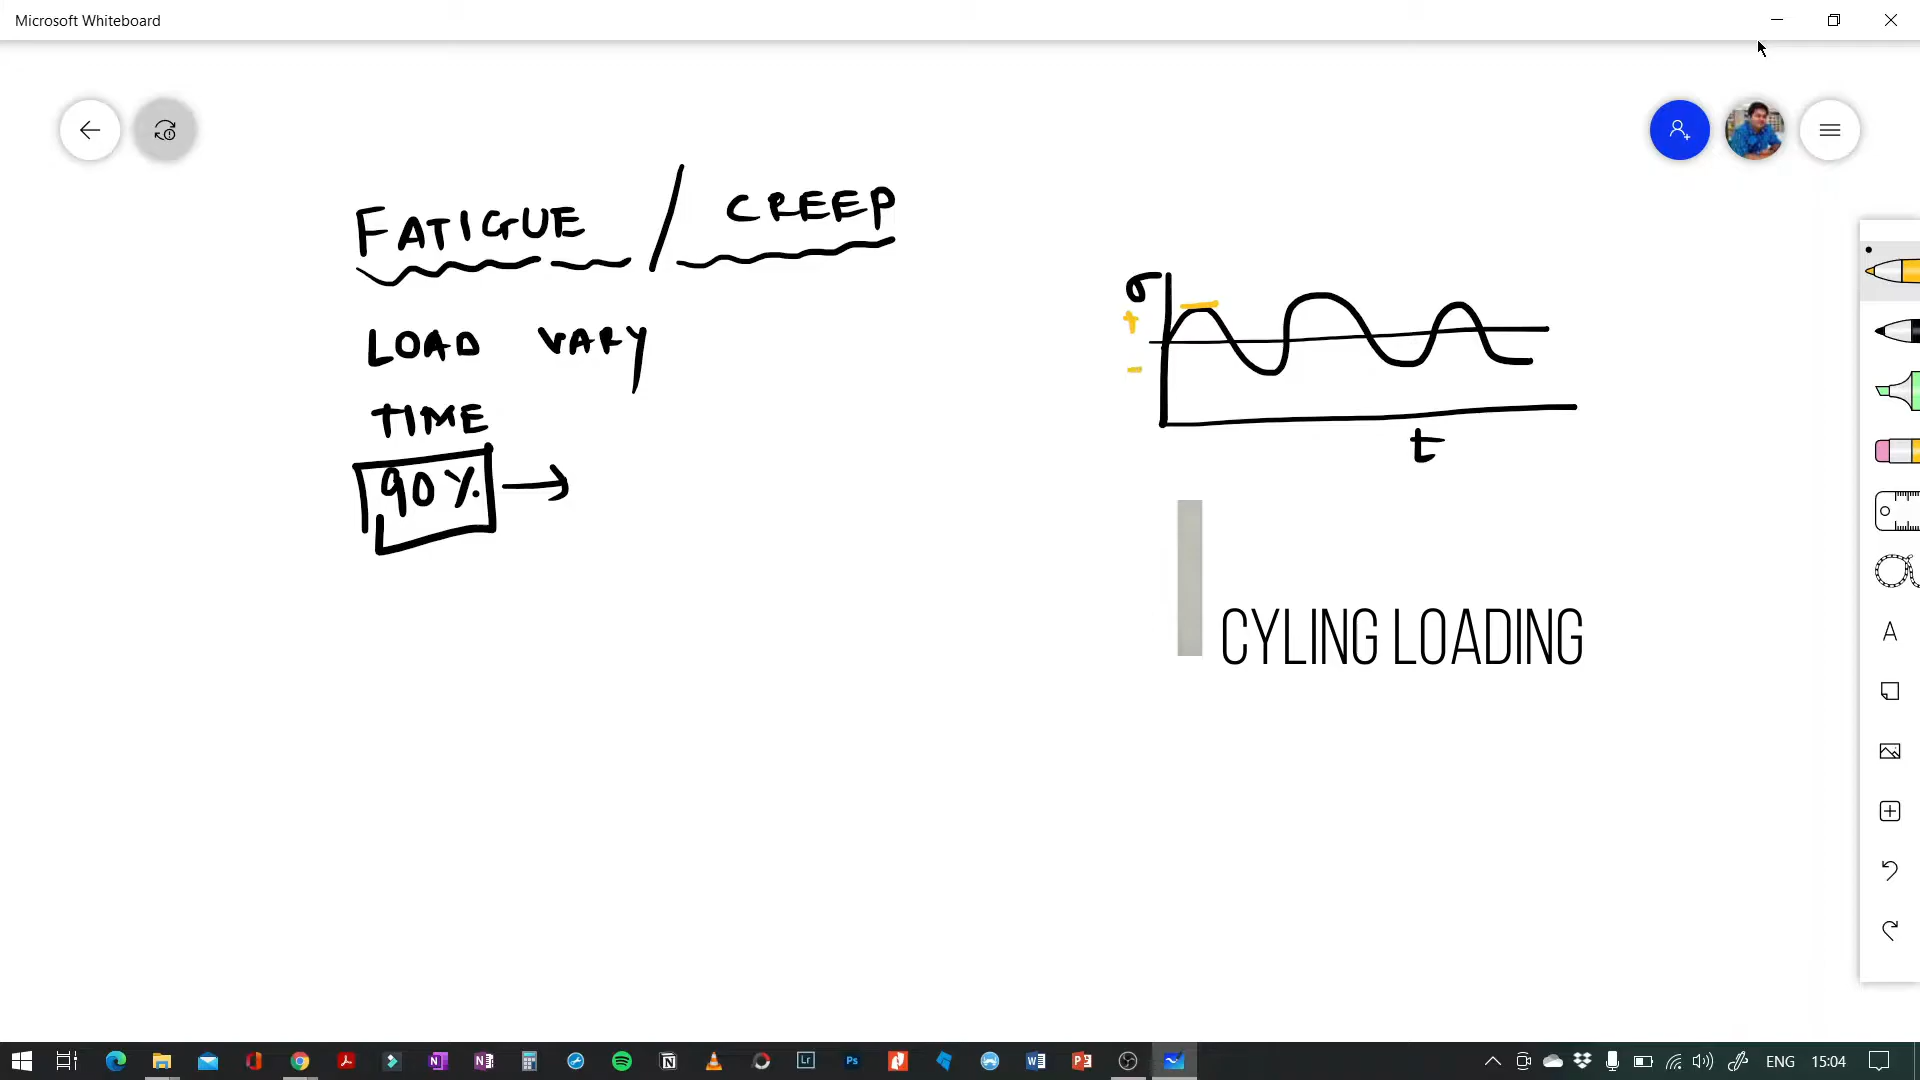 Microsoft Whiteboard
FATIGUE / CREEP
LOAD VARY
TIME
90%
σ
+
-
t
CYLING LOADING
A
ENG 15:04